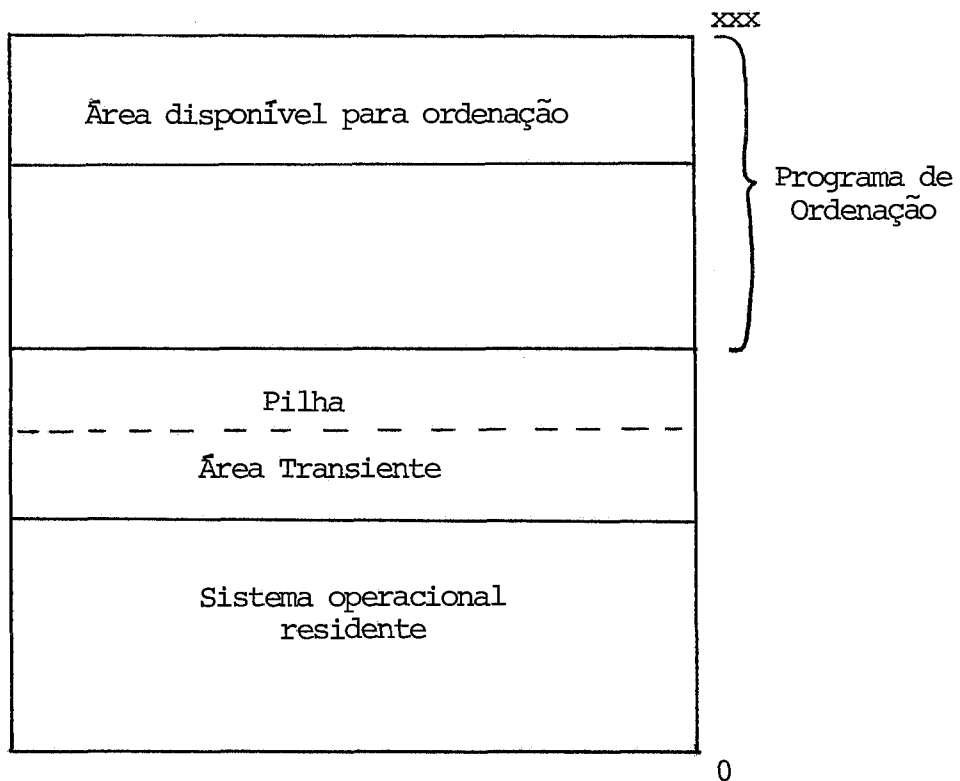 xxx
Área disponível para ordenação
Programa de
Ordenação
Pilha
Área Transiente
Sistema operacional
residente
0